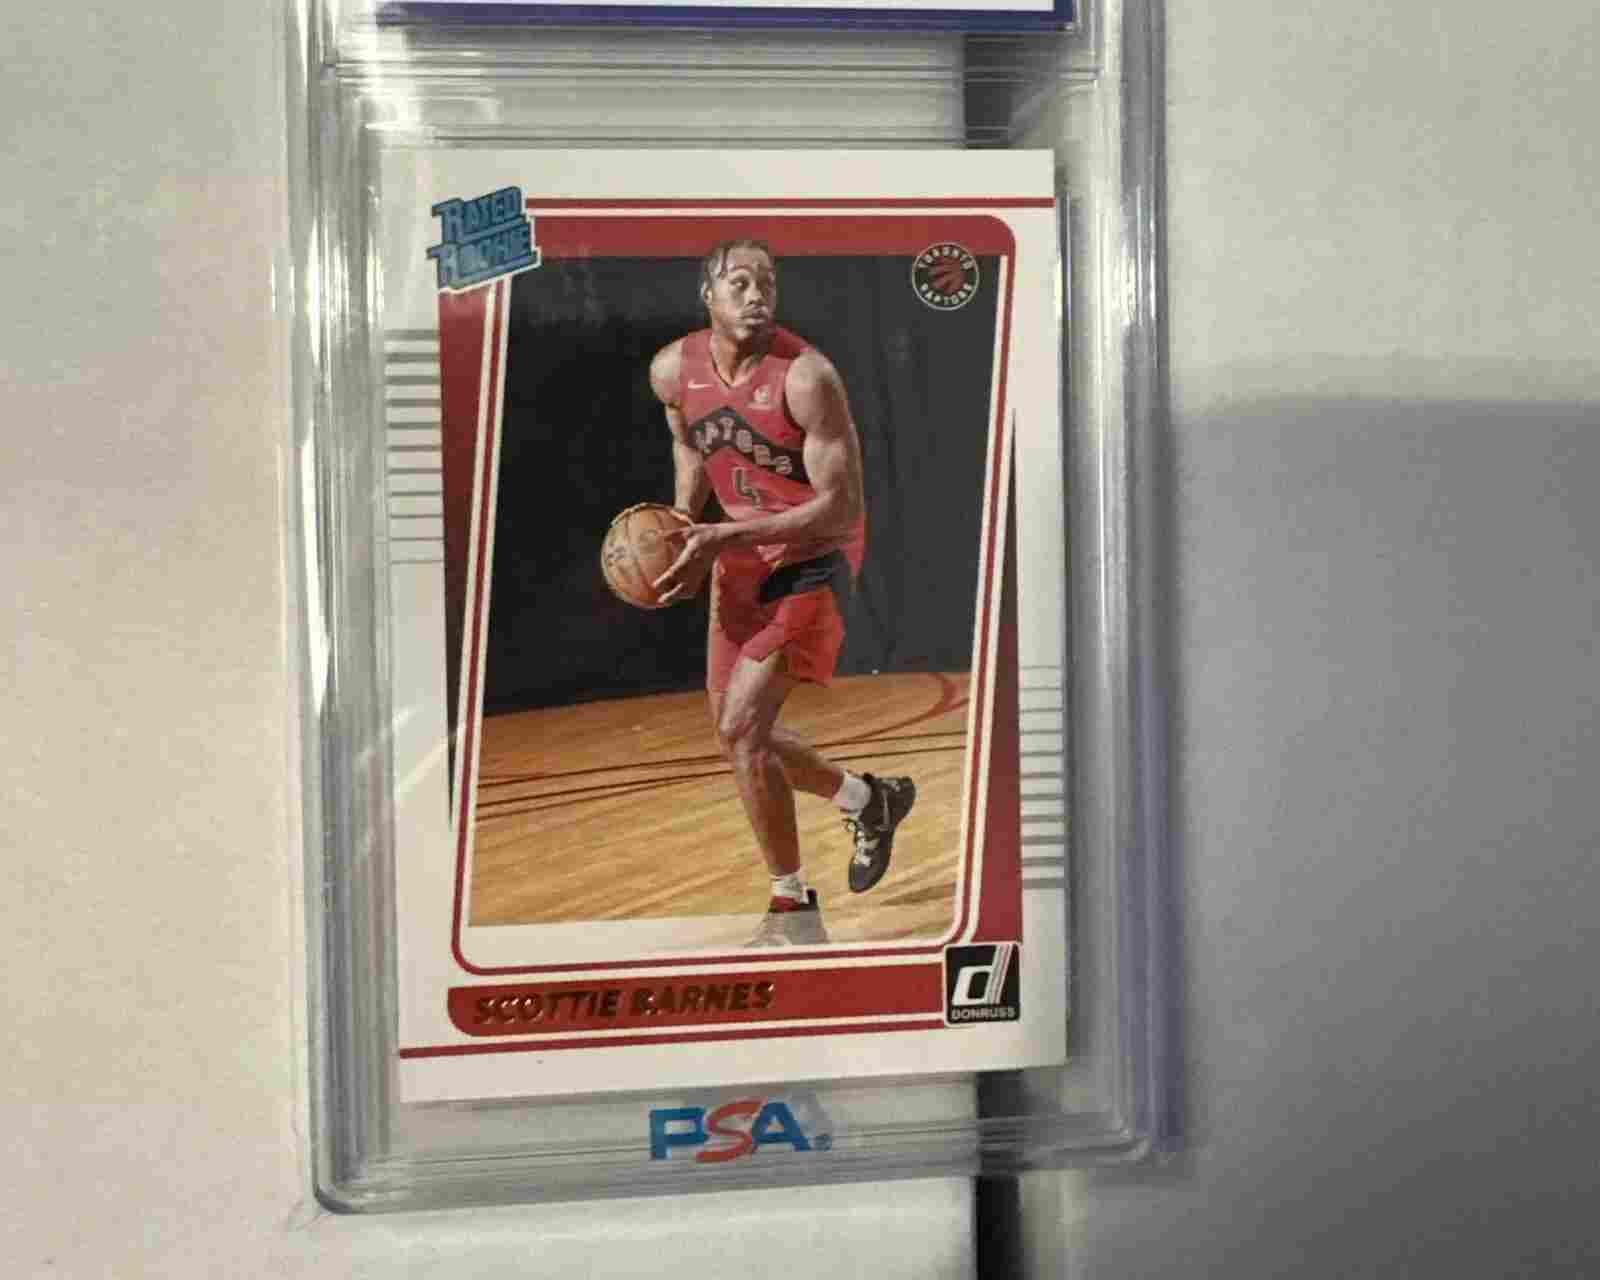 RATED
ROOKIE
TORONTO
RAPTORS
RAPTORS
4
SCOTTIE BARNES
d
DONRUSS
PSA®